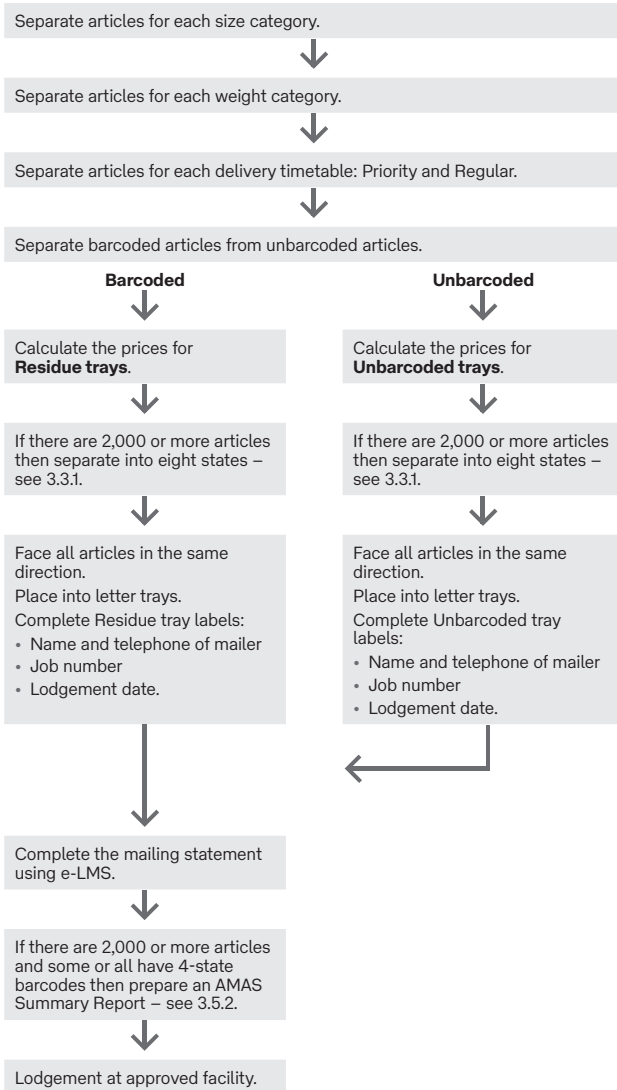 Separate articles for each size category.
Separate articles for each weight category.
Separate articles for each delivery timetable: Priority and Regular.
Separate barcoded articles from unbarcoded articles.
Barcoded
Calculate the prices for
Residue trays.
If there are 2,000 or more articles
then separate into eight states –
see 3.3.1.
Face all articles in the same
direction.
Place into letter trays.
Complete Residue tray labels:
• Name and telephone of mailer
• Job number
• Lodgement date.
Unbarcoded
Calculate the prices for
Unbarcoded trays.
If there are 2,000 or more articles
then separate into eight states –
see 3.3.1.
Face all articles in the same
direction.
Place into letter trays.
Complete Unbarcoded tray
labels:
• Name and telephone of mailer
• Job number
• Lodgement date.
Complete the mailing statement
using e-LMS.
If there are 2,000 or more articles
and some or all have 4-state
barcodes then prepare an AMAS
Summary Report – see 3.5.2.
Lodgement at approved facility.